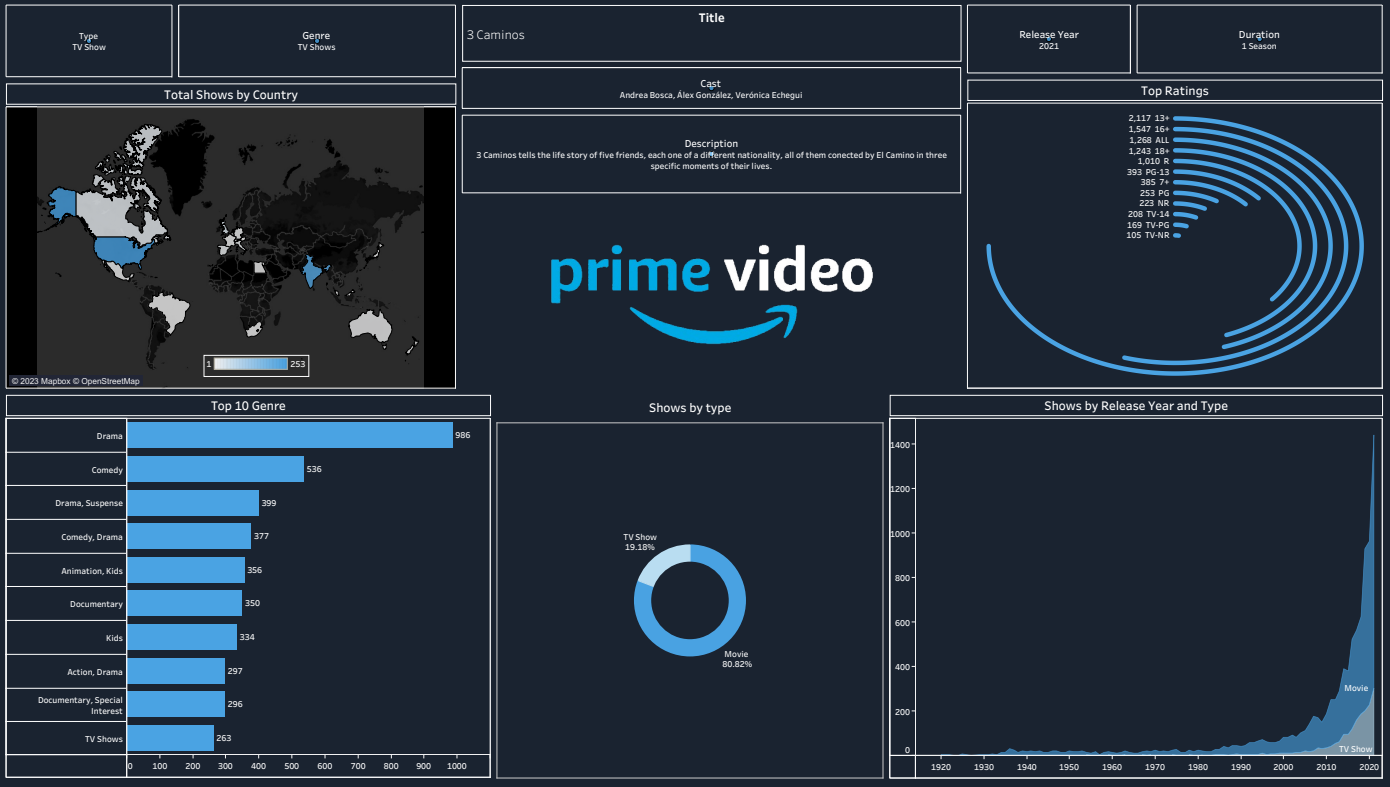 Type
TV Show
Genre
TV Shows
Title
3 Caminos
Cast
Andrea Bosca, Álex González, Verónica Echegui
Description
3 Caminos tells the life story of five friends, each one of a different nationality, all of them conected by El Camino in three
specific moments of their lives.
Release Year
2021
Duration
1 Season
Total Shows by Country
1
253
© 2023 Mapbox © OpenStreetMap
prime video
Top Ratings
2,117 13+
1,547 16+
1,268 ALL
1,243 18+
1,010 R
393 PG-13
385 7+
253 PG
223 NR
208 TV-14
169 TV-PG
105 TV-NR
Top 10 Genre
Drama 986
Comedy 536
Drama, Suspense 399
Comedy, Drama 377
Animation, Kids 356
Documentary 350
Kids 334
Action, Drama 297
Documentary, Special
Interest 296
TV Shows 263
0 100 200 300 400 500 600 700 800 900 1000
Shows by type
TV Show
19.18%
Movie
80.82%
Shows by Release Year and Type
1400
1200
1000
800
600
400
200
0
Movie
TV Show
1920 1930 1940 1950 1960 1970 1980 1990 2000 2010 2020